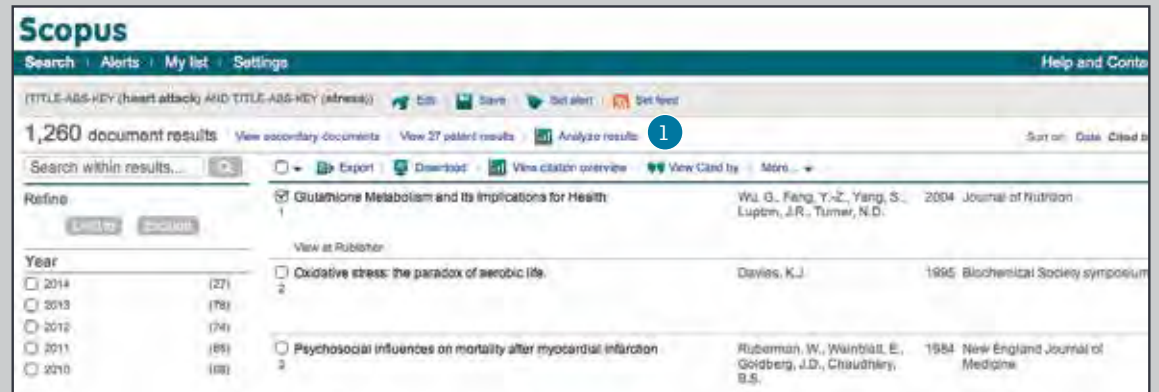 Scopus
Search Alerts My list Settings Help and Conta
(TITLE-ABS-KEY (heart attack) AND TITLE-ABS-KEY (stress)) Edit Save Set alert Set feed
1,260 document results View secondary documents View 27 patent results Analyze results 1 Sort on: Date Cited b
Search within results... Export Download View citation overview View Cited by More...
Refine
Limit to Exclude
Glutathione Metabolism and Its Implications for Health Wu, G., Fang, Y.-Z., Yang, S., 2004 Journal of Nutrition
1 Lupton, J.R., Turner, N.D.
View at Publisher
Year
2014 (27)
Oxidative stress: the paradox of aerobic life. Davies, K.J. 1995 Biochemical Society symposium
2
2013 (78)
2012 (74)
2011
Psychosocial influences on mortality after myocardial infarction Ruberman, W., Weinblatt, E., 1984 New England Journal of
3 Goldberg, J.D., Chaudhary, Medicine
2010 B.S.